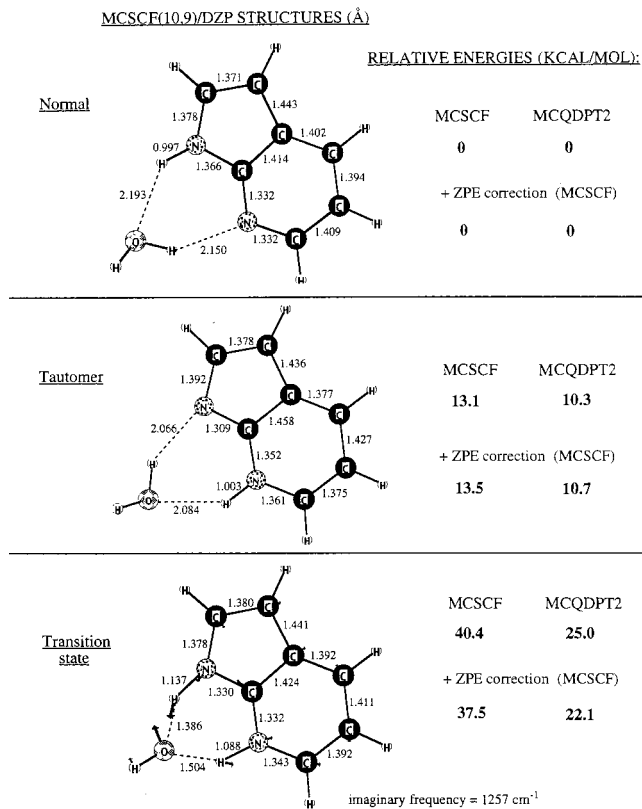 MCSCF(10,9)/DZP STRUCTURES (Å)
RELATIVE ENERGIES (KCAL/MOL):
Normal
(H)
(H)
1.371
C
C
1.378
1.443
0.997
N
C
1.402
C
(H)
(H)
1.366
1.414
C
1.394
2.193
1.332
C
(H)
O
N
1.332
C
1.409
(H)
(H)
2.150
(H)
MCSCF
MCQDPT2
0
0
+ ZPE correction (MCSCF)
0
0
Tautomer
(H)
(H)
1.378
C
C
1.392
1.436
N
C
1.377
C
(H)
2.066
1.309
1.458
C
1.427
(H)
1.352
C
(H)
1.003
N
(H)
O
(H)
1.361
C
1.375
2.084
(H)
MCSCF
MCQDPT2
13.1
10.3
+ ZPE correction (MCSCF)
13.5
10.7
Transition
state
(H)
(H)
1.380
C
C
1.378
1.441
N
C
1.392
C
(H)
1.137
1.330
1.424
H
C
1.411
1.386
1.332
C
(H)
O
1.088
N
(H)
1.504
H
1.343
C
1.392
(H)
MCSCF
MCQDPT2
40.4
25.0
+ ZPE correction (MCSCF)
37.5
22.1
imaginary frequency = 1257 cm⁻¹